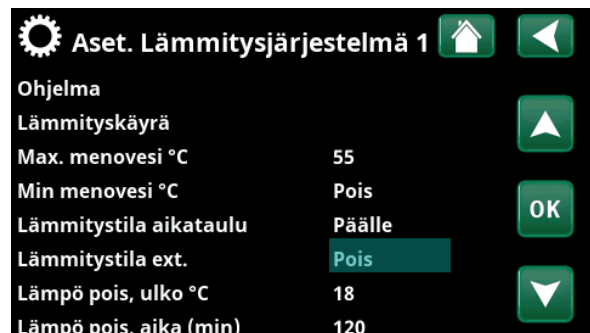 Aset. Lämmitysjärjestelmä 1
Ohjelma
Lämmityskäyrä
Max. menovesi °C 55
Min menovesi °C Pois
Lämmitystila aikataulu Päälle
OK
Lämmitystila ext. Pois
Lämpö pois, ulko °C 18
Lämpö pois, aika (min) 120